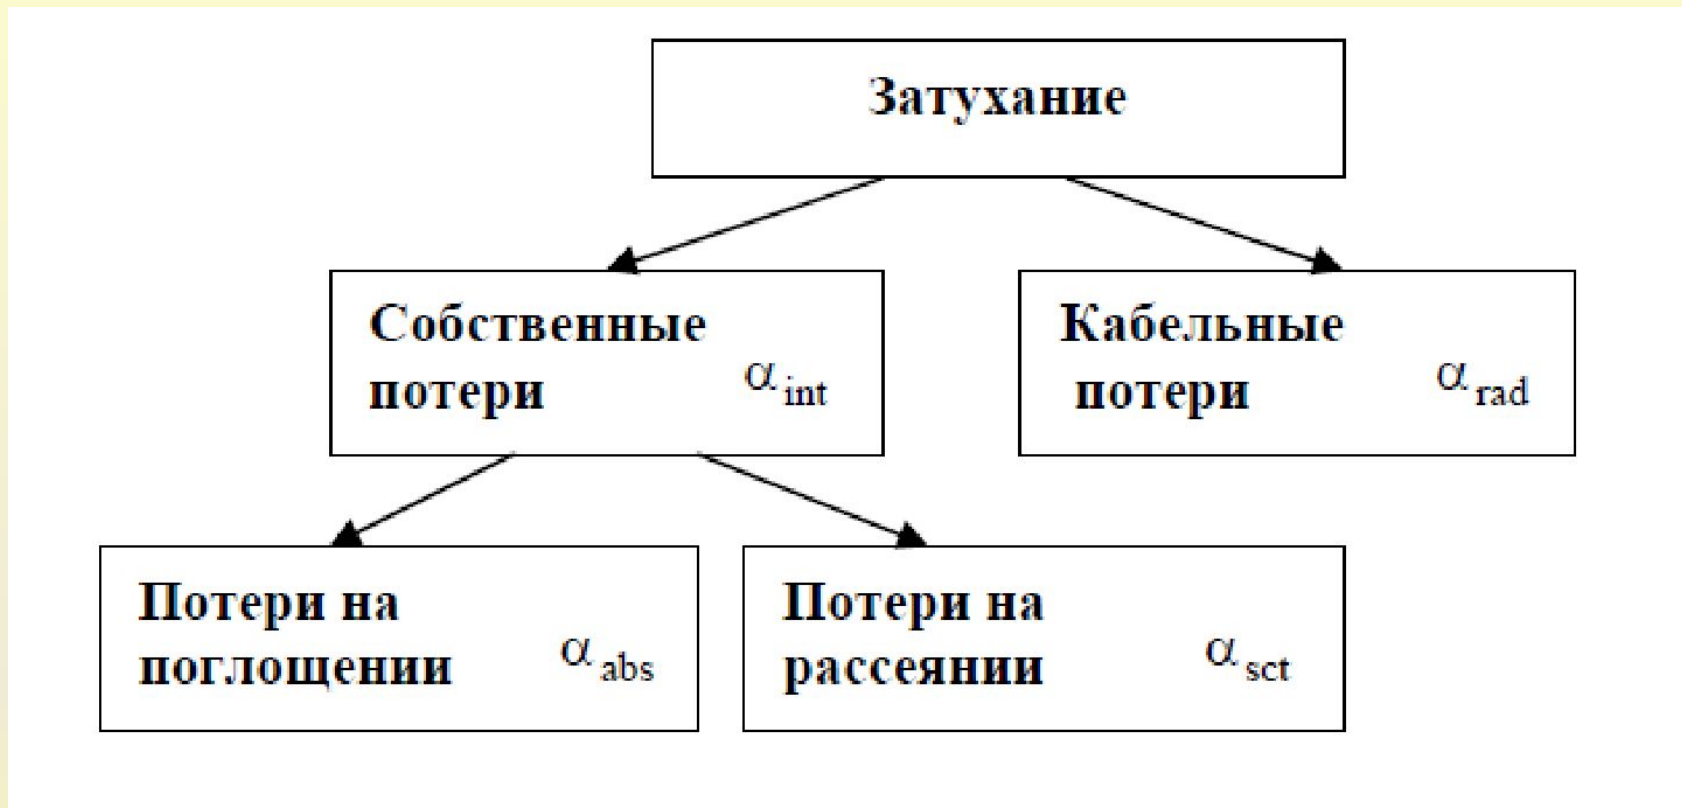 Затухание
Собственные
потери α int
Кабельные
потери α rad
Потери на
поглощении α abs
Потери на
рассеянии α sct